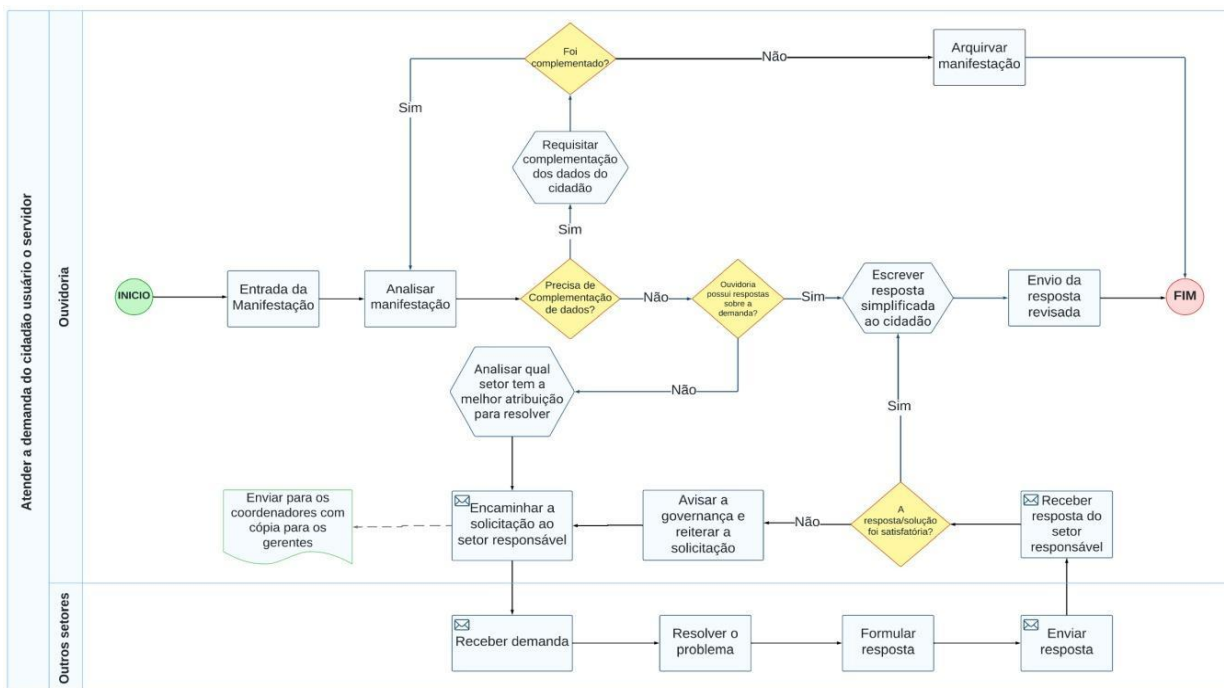 Atender a demanda do cidadão usuário o servidor
Ouvidoria
Foi
complementado?
Não
Arquirvar
manifestação
Sim
Requisitar
complementação
dos dados do
cidadão
Sim
INICIO
Entrada da
Manifestação
Analisar
manifestação
Precisa de
Complementação
de dados?
Não
Ouvidoria
possui respostas
sobre a
demanda?
Sim
Escrever
resposta
simplificada
ao cidadão
Envio da
resposta
revisada
FIM
Analisar qual
setor tem a
melhor atribuição
para resolver
Não
Sim
Enviar para os
coordenadores com
cópia para os
gerentes
Encaminhar a
solicitação ao
setor responsável
Avisar a
governança e
reiterar a
solicitação
Não
A
resposta/solução
foi satisfatória?
Receber
resposta do
setor
responsável
Outros setores
Receber demanda
Resolver o
problema
Formular
resposta
Enviar
resposta